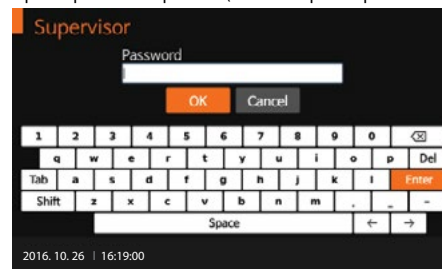 Supervisor
Password
OK Cancel
1 2 3 4 5 6 7 8 9 0
q w e r t y u i o p Del
Tab a s d f g h j k l Enter
Shift z x c v b n m . _ -
Space ← →
2016. 10. 26 | 16:19:00